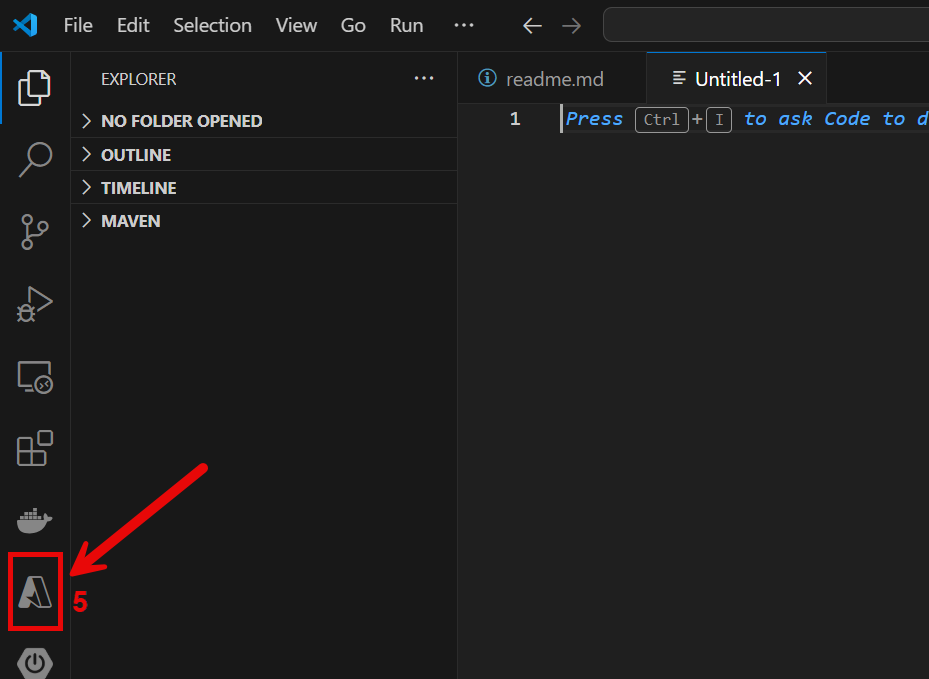 File Edit Selection View Go Run ···
EXPLORER ···
NO FOLDER OPENED
OUTLINE
TIMELINE
MAVEN
readme.md Untitled-1
1 Press Ctrl+I to ask Code to d
5